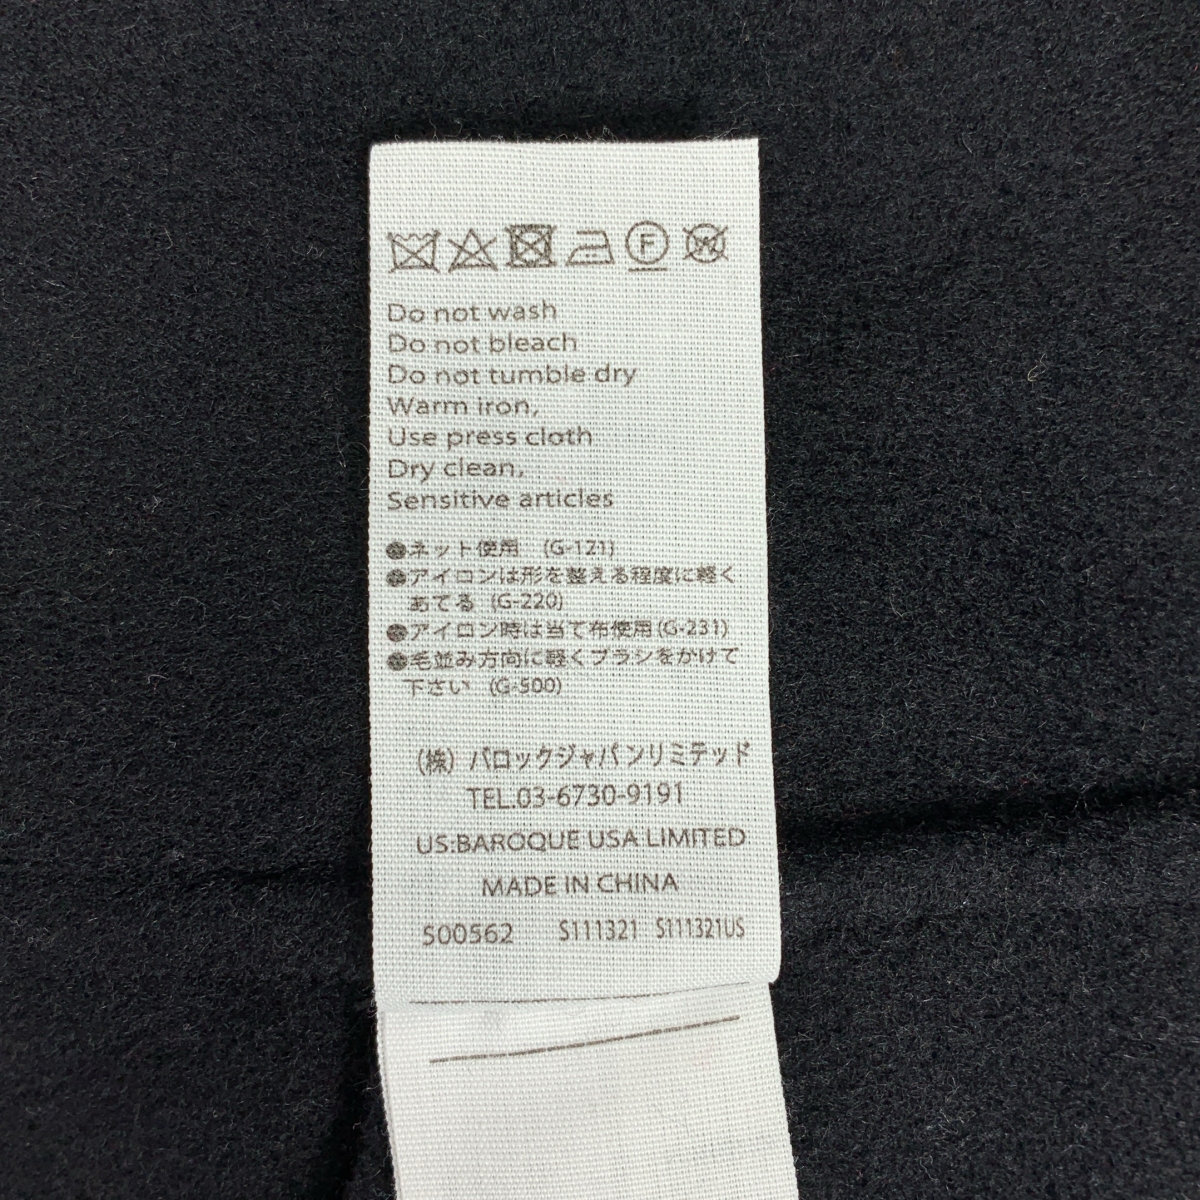 F W
Do not wash
Do not bleach
Do not tumble dry
Warm iron,
Use press cloth
Dry clean,
Sensitive articles
●ネット使用 (G-121)
●アイロンは形を整える程度に軽く
あてる (G-220)
●アイロン時は当て布使用(G-231)
●毛並み方向に軽くブラシをかけて
下さい (G-500)
(株) バロックジャパンリミテッド
TEL.03-6730-9191
US:BAROQUE USA LIMITED
MADE IN CHINA
S00562 S111321 S111321US